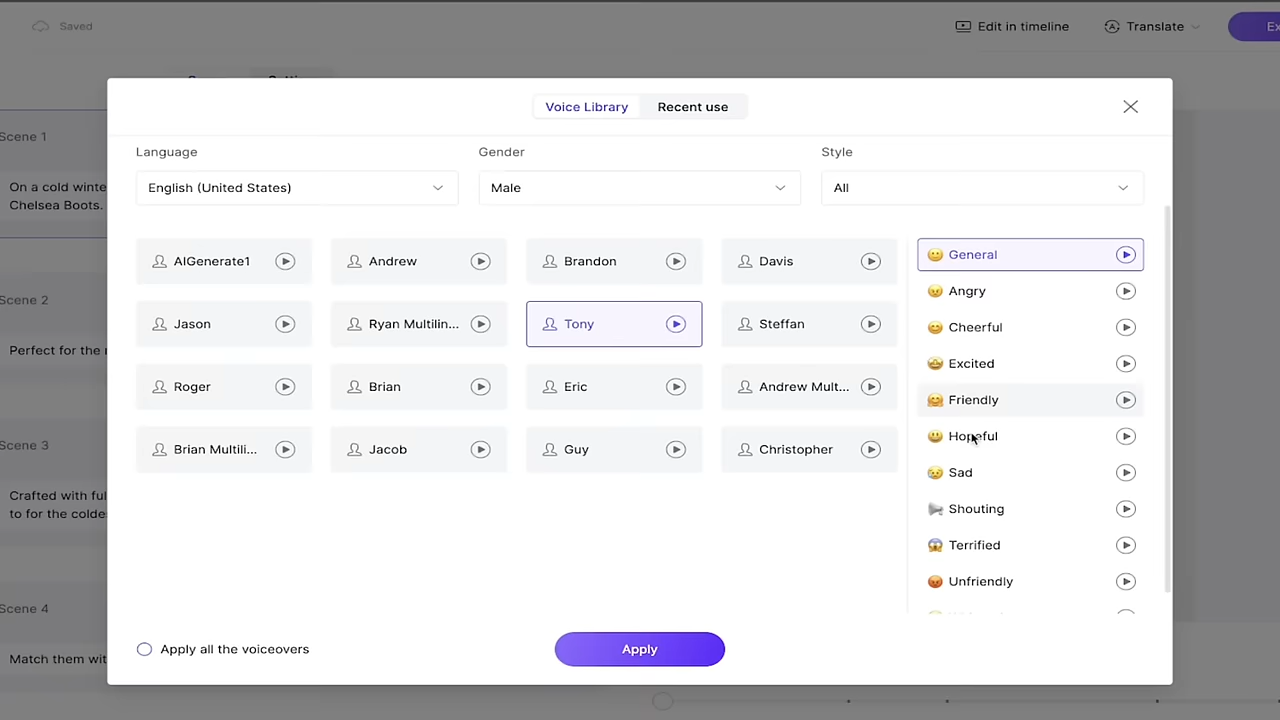 Saved
Edit in timeline
Translate
Ex
Voice Library
Recent use
Scene 1
On a cold winte
Chelsea Boots.
Scene 2
Perfect for the
Scene 3
Crafted with ful
to for the coldes
Scene 4
Match them wit
Language
Gender
Style
English (United States)
Male
All
AIGenerate1
Andrew
Brandon
Davis
Jason
Ryan Multilin...
Tony
Steffan
Roger
Brian
Eric
Andrew Mult...
Brian Multili...
Jacob
Guy
Christopher
General
Angry
Cheerful
Excited
Friendly
Hopeful
Sad
Shouting
Terrified
Unfriendly
Apply all the voiceovers
Apply